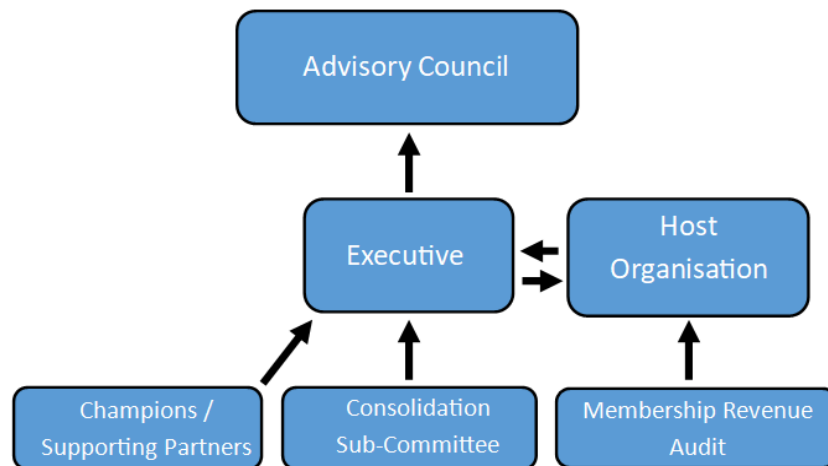 Advisory Council
Executive
Host
Organisation
Champions /
Supporting Partners
Consolidation
Sub-Committee
Membership Revenue
Audit